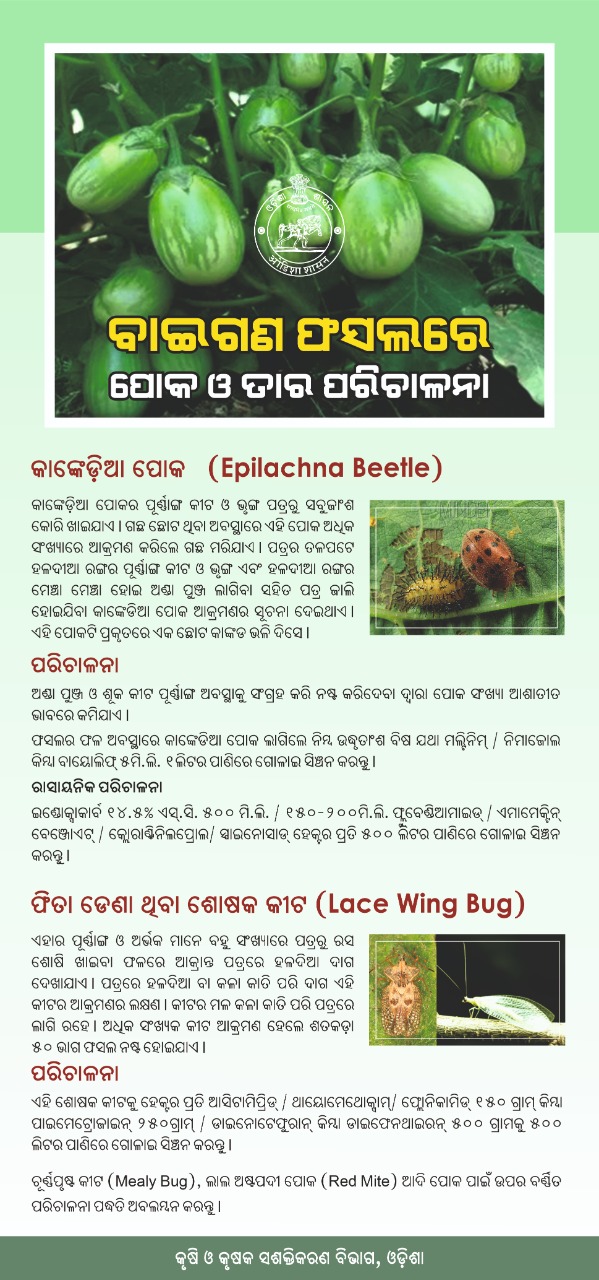 ଓଡ଼ିଶା ଶାସନ
ओडिशा शासन
ବାଇଗଣ ଫସଲରେ
ପୋକ ଓ ତାର ପରିଚାଳନା
କାଙ୍କେଡ଼ିଆ ପୋକ (Epilachna Beetle)
କାଙ୍କେଡ଼ିଆ ପୋକର ପୂର୍ଣ୍ଣାଙ୍ଗ କୀଟ ଓ ଭୃଙ୍ଗ ପତ୍ରରୁ ସବୁଜାଂଶ
କୋରି ଖାଇଯାଏ । ଗଛ ଛୋଟ ଥିବା ଅବସ୍ଥାରେ ଏହି ପୋକ ଅଧିକ
ସଂଖ୍ୟାରେ ଆକ୍ରମଣ କରିଲେ ଗଛ ମରିଯାଏ । ପତ୍ରର ତଳପଟେ
ହଳଦୀଆ ରଙ୍ଗର ପୂର୍ଣ୍ଣାଙ୍ଗ କୀଟ ଓ ଭୃଙ୍ଗ ଏବଂ ହଳଦୀଆ ରଙ୍ଗର
ମେଞ୍ଚା ମେଞ୍ଚା ହୋଇ ଅଣ୍ଡା ପୁଞ୍ଜ ଲାଗିବା ସହିତ ପତ୍ର ଜାଲି
ହୋଇଯିବା କାଙ୍କେଡିଆ ପୋକ ଆକ୍ରମଣର ସୂଚନା ଦେଇଥାଏ ।
ଏହି ପୋକଟି ପ୍ରକୃତରେ ଏକ ଛୋଟ କାଙ୍କଡ ଭଳି ଦିସେ ।
ପରିଚାଳନା
ଅଣ୍ଡା ପୁଞ୍ଜ ଓ ଶୂକ କୀଟ ପୂର୍ଣ୍ଣାଙ୍ଗ ଅବସ୍ଥାକୁ ସଂଗ୍ରହ କରି ନଷ୍ଟ କରିଦେବା ଦ୍ୱାରା ପୋକ ସଂଖ୍ୟା ଆଶାତୀତ
ଭାବରେ କମିଯାଏ ।
ଫସଲର ଫଳ ଅବସ୍ଥାରେ କାଙ୍କେଡିଆ ପୋକ ଲାଗିଲେ ନିମ୍ନ ଉଦ୍ଧୃତାଂଶ ବିଷ ଯଥା ମଲ୍ଟିନିମ୍ / ନିମାଜୋଲ
କିମ୍ୱା ବାୟୋଲିଫ୍ ୫ମି.ଲି. ୧ଲିଟର ପାଣିରେ ଗୋଳାଇ ସିଞ୍ଚନ କରନ୍ତୁ ।
ରାସାୟନିକ ପରିଚାଳନା
ଇଣ୍ଡୋକ୍ସାକାର୍ବ ୧୪.୫% ଏସ୍.ସି. ୫୦୦ ମି.ଲି. / ୧୫୦-୨୦୦ମି.ଲି. ଫ୍ଲୁବେଣ୍ଡିଆମାଇଡ୍ / ଏମାମେକ୍ଟିନ୍
ବେଞ୍ଜୋଏଟ୍ / କ୍ଲୋରାଣ୍ଟ୍ରିନିଲପ୍ରୋଲ/ ସ୍ପାଇନୋସାଡ୍ ହେକ୍ଟର ପ୍ରତି ୫୦୦ ଲିଟର ପାଣିରେ ଗୋଳାଇ ସିଞ୍ଚନ
କରନ୍ତୁ ।
ଫିତା ଡେଣା ଥିବା ଶୋଷକ କୀଟ (Lace Wing Bug)
ଏହାର ପୂର୍ଣ୍ଣାଙ୍ଗ ଓ ଅର୍ଭକ ମାନେ ବହୁ ସଂଖ୍ୟାରେ ପତ୍ରରୁ ରସ
ଶୋଷି ଖାଇବା ଫଳରେ ଆକ୍ରାନ୍ତ ପତ୍ରରେ ହଳଦିଆ ଦାଗ
ଦେଖାଯାଏ । ପତ୍ରରେ ହଳଦିଆ ବା କଳା କାତି ପରି ଦାଗ ଏହି
କୀଟର ଆକ୍ରମଣର ଲକ୍ଷଣ । କୀଟର ମଳ କଳା କାତି ପରି ପତ୍ରରେ
ଲାଗି ରହେ । ଅଧିକ ସଂଖ୍ୟକ କୀଟ ଆକ୍ରମଣ ହେଲେ ଶତକଡ଼ା
୫୦ ଭାଗ ଫସଲ ନଷ୍ଟ ହୋଇଯାଏ ।
ପରିଚାଳନା
ଏହି ଶୋଷକ କୀଟକୁ ହେକ୍ଟର ପ୍ରତି ଆସିଟାମିପ୍ରିଡ୍ / ଥାୟୋମେଥୋକ୍ସାମ୍/ ଫ୍ଲୋନିକାମିଡ୍ ୧୫୦ ଗ୍ରାମ୍ କିମ୍ୱା
ପାଇମେଟ୍ରୋଜାଇନ୍ ୨୫୦ଗ୍ରାମ୍ / ଡାଇନୋଟେଫୁରାନ୍ କିମ୍ୱା ଡାଇଫେନଥାଇରନ୍ ୫୦୦ ଗ୍ରାମକୁ ୫୦୦
ଲିଟର ପାଣିରେ ଗୋଳାଇ ସିଞ୍ଚନ କରନ୍ତୁ ।
ଚୂର୍ଣ୍ଣପୃଷ୍ଠ କୀଟ (Mealy Bug), ଲାଲ ଅଷ୍ଟପଦୀ ପୋକ (Red Mite) ଆଦି ପୋକ ପାଇଁ ଉପର ବର୍ଣ୍ଣିତ
ପରିଚାଳନା ପଦ୍ଧତି ଅବଲମ୍ୱନ କରନ୍ତୁ ।
କୃଷି ଓ କୃଷକ ସଶକ୍ତିକରଣ ବିଭାଗ, ଓଡ଼ିଶା